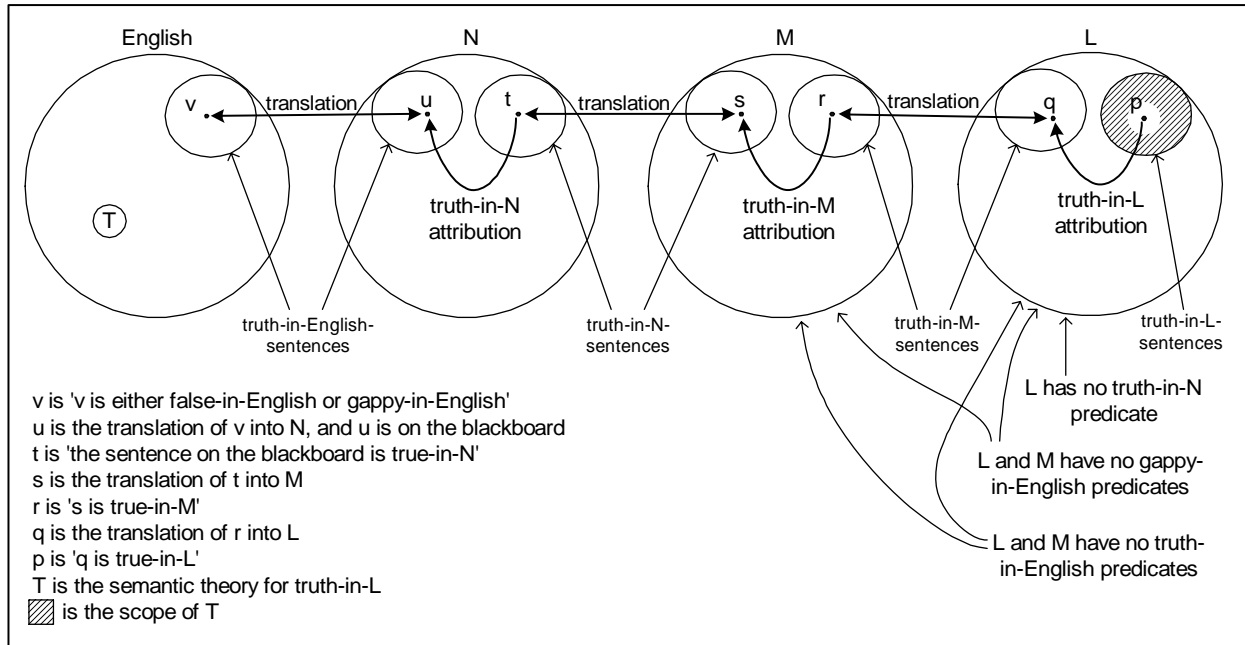 English
N
M
L
v
translation
u
t
translation
s
r
translation
q
p
T
truth-in-N
attribution
truth-in-M
attribution
truth-in-L
attribution
truth-in-English-
sentences
truth-in-N-
sentences
truth-in-M-
sentences
truth-in-L-
sentences
L has no truth-in-N
predicate
L and M have no gappy-
in-English predicates
L and M have no truth-
in-English predicates
v is 'v is either false-in-English or gappy-in-English'
u is the translation of v into N, and u is on the blackboard
t is 'the sentence on the blackboard is true-in-N'
s is the translation of t into M
r is 's is true-in-M'
q is the translation of r into L
p is 'q is true-in-L'
T is the semantic theory for truth-in-L
is the scope of T